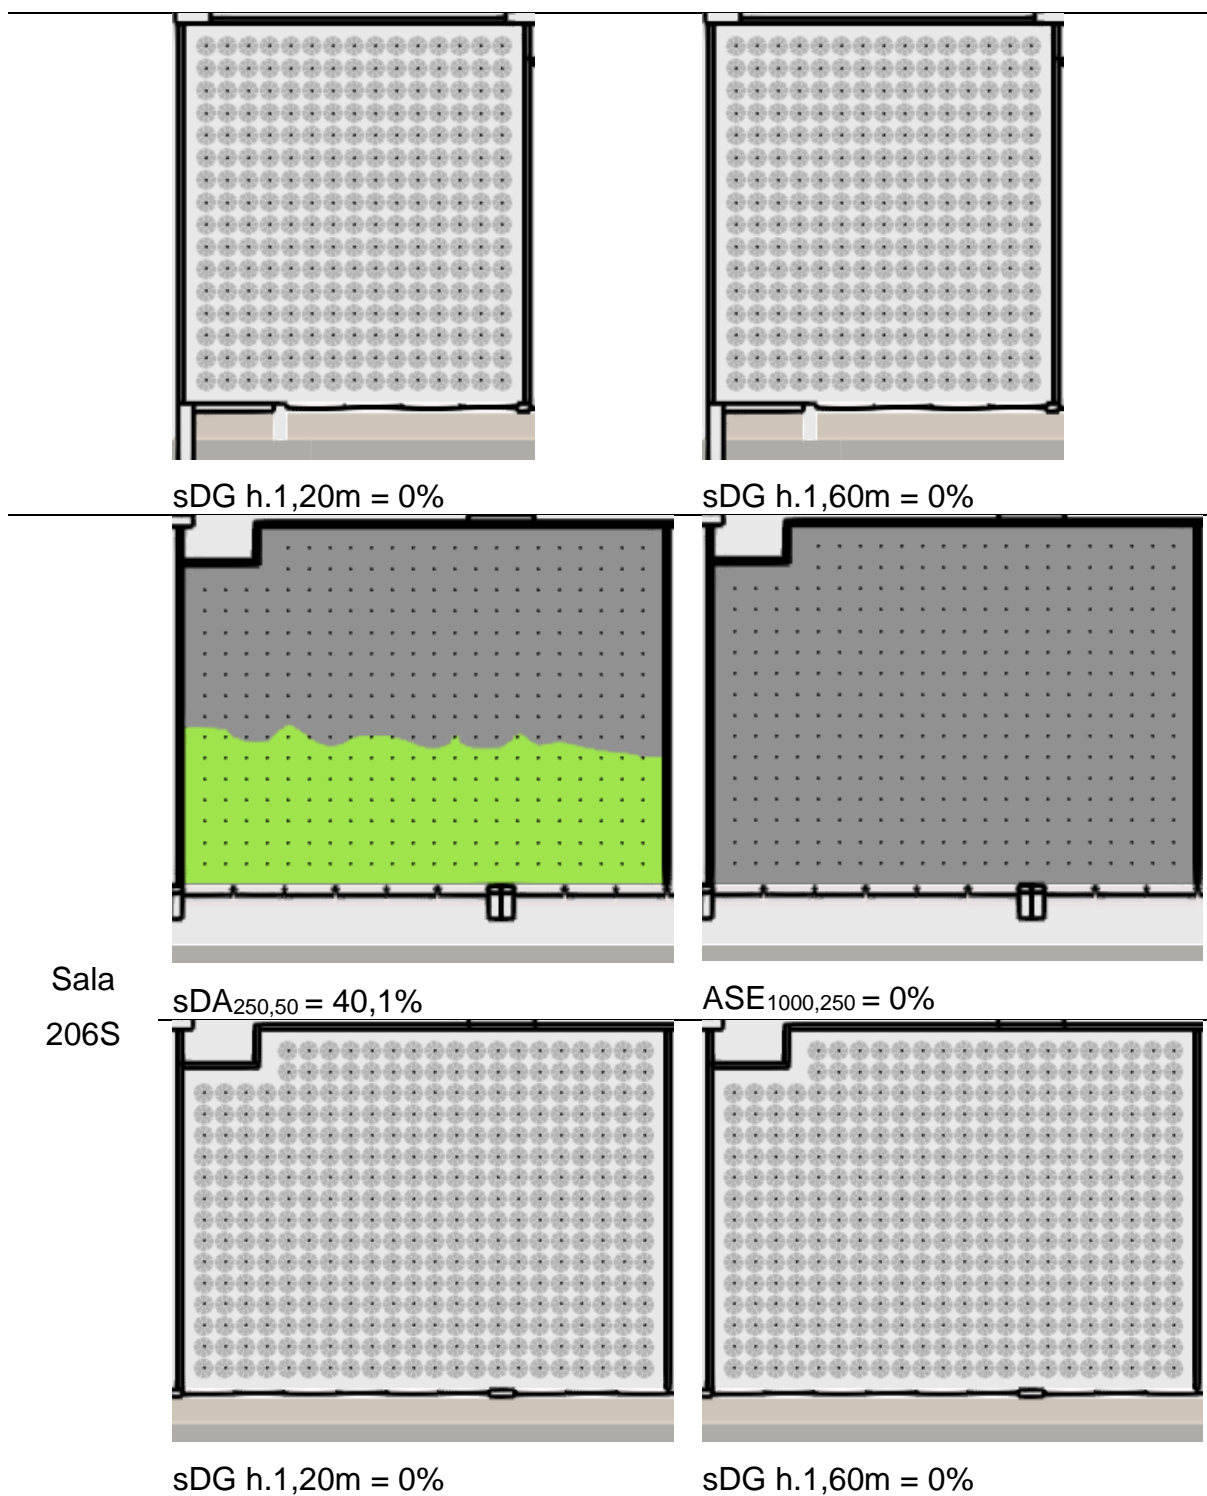 sDG h.1,20m = 0%
sDG h.1,60m = 0%
Sala
206S
sDA250,50 = 40,1%
ASE1000,250 = 0%
sDG h.1,20m = 0%
sDG h.1,60m = 0%